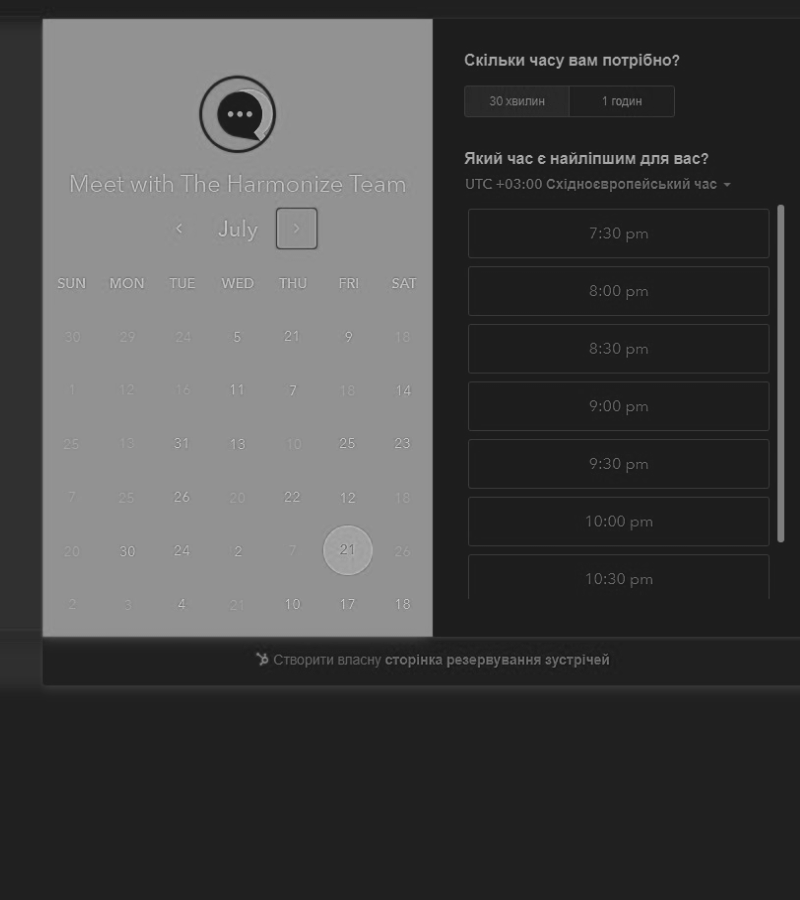 Meet with The Harmonize Team
July
SUN MON TUE WED THU FRI SAT
30 29 24 5 21 9 18
1 12 16 11 7 18 14
25 13 31 13 10 25 23
7 25 26 20 22 12 18
20 30 24 2 7 21 26
2 3 4 21 10 17 18
Скільки часу вам потрібно?
30 хвилин 1 годин
Який час є найліпшим для вас?
UTC +03:00 Східноєвропейський час
7:30 pm
8:00 pm
8:30 pm
9:00 pm
9:30 pm
10:00 pm
10:30 pm
Створити власну сторінка резервування зустрічей